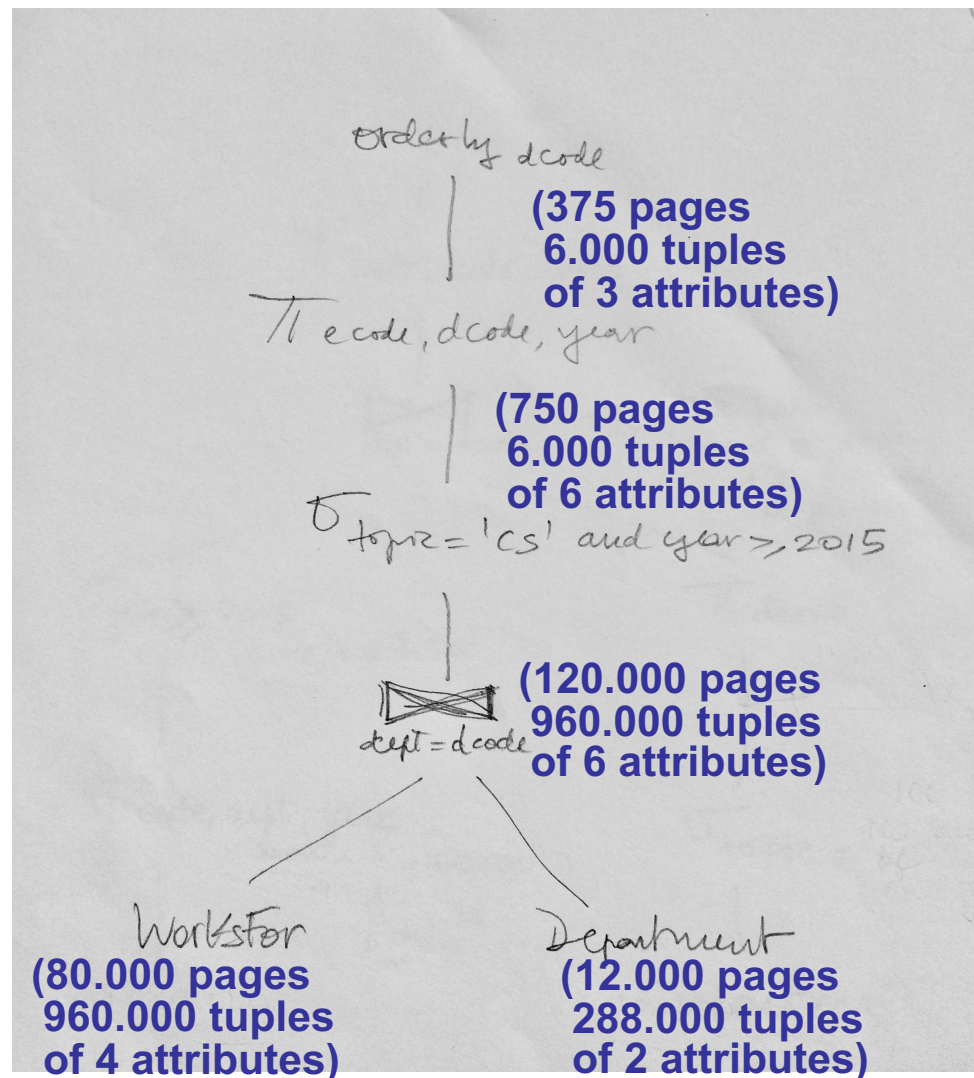 orderby dcode
(375 pages
6.000 tuples
of 3 attributes)
π ecode, dcode, year
(750 pages
6.000 tuples
of 6 attributes)
σ topic = 'CS' and year >, 2015
(120.000 pages
960.000 tuples
of 6 attributes)
dept = dcode
WorksFor
(80.000 pages
960.000 tuples
of 4 attributes)
Department
(12.000 pages
288.000 tuples
of 2 attributes)